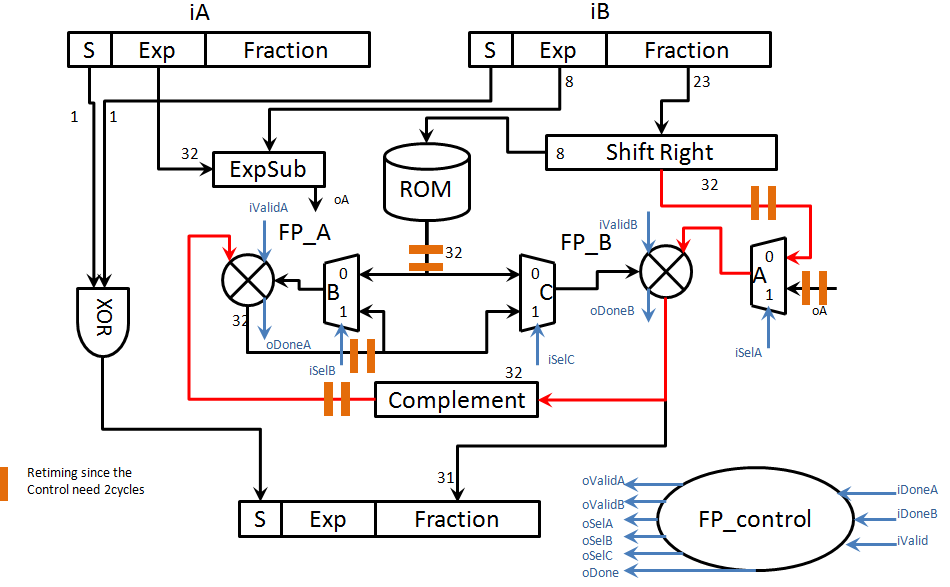 iA
iB
S
Exp
Fraction
S
Exp
Fraction
8
23
1
1
32
ExpSub
oA
ROM
8
Shift Right
32
iValidA
FP_A
32
iValidB
FP_B
0
B
1
0
C
1
0
A
1
oA
XOR
32
oDoneA
iSelB
oDoneB
iSelC
iSelA
32
Complement
Retiming since the
Control need 2cycles
31
S
Exp
Fraction
oValidA
oValidB
oSelA
oSelB
oSelC
oDone
FP_control
iDoneA
iDoneB
iValid